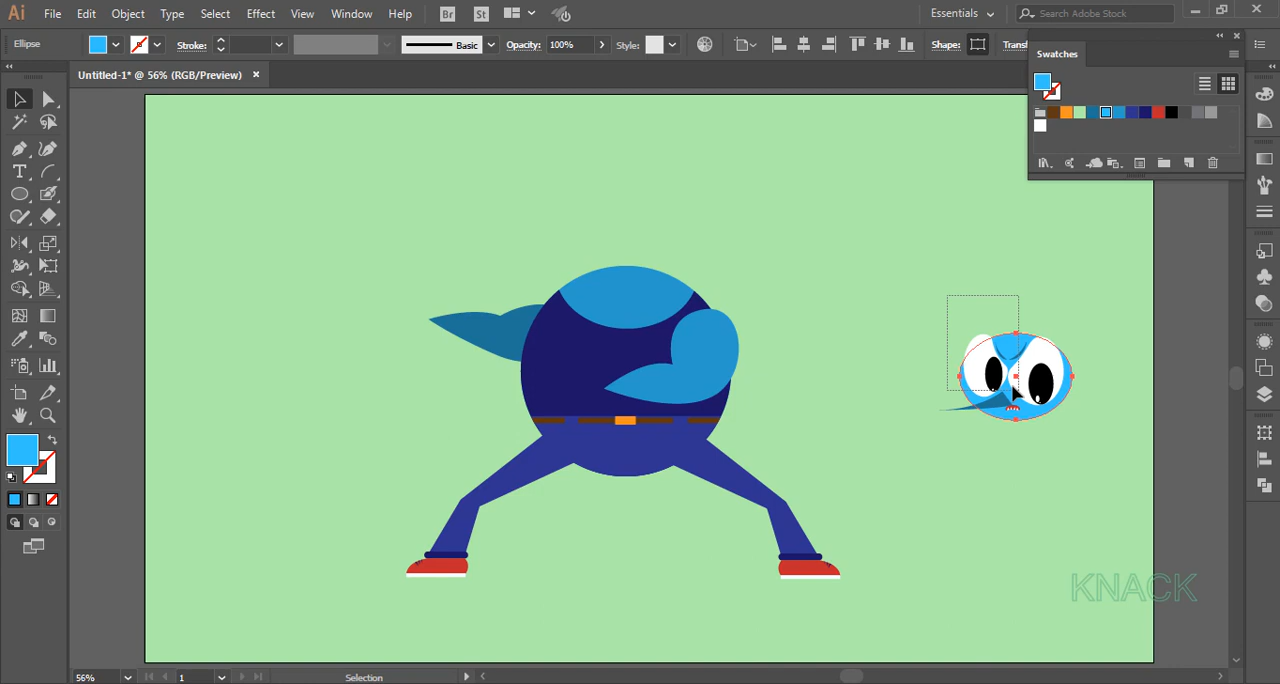 Ai File Edit Object Type Select Effect View Window Help Br St Essentials Search Adobe Stock
Ellipse Stroke: Basic Opacity: 100% Style: Shape: Transf
Swatches
Untitled-1* @ 56% (RGB/Preview)
T
KNACK
56% 1 Selection